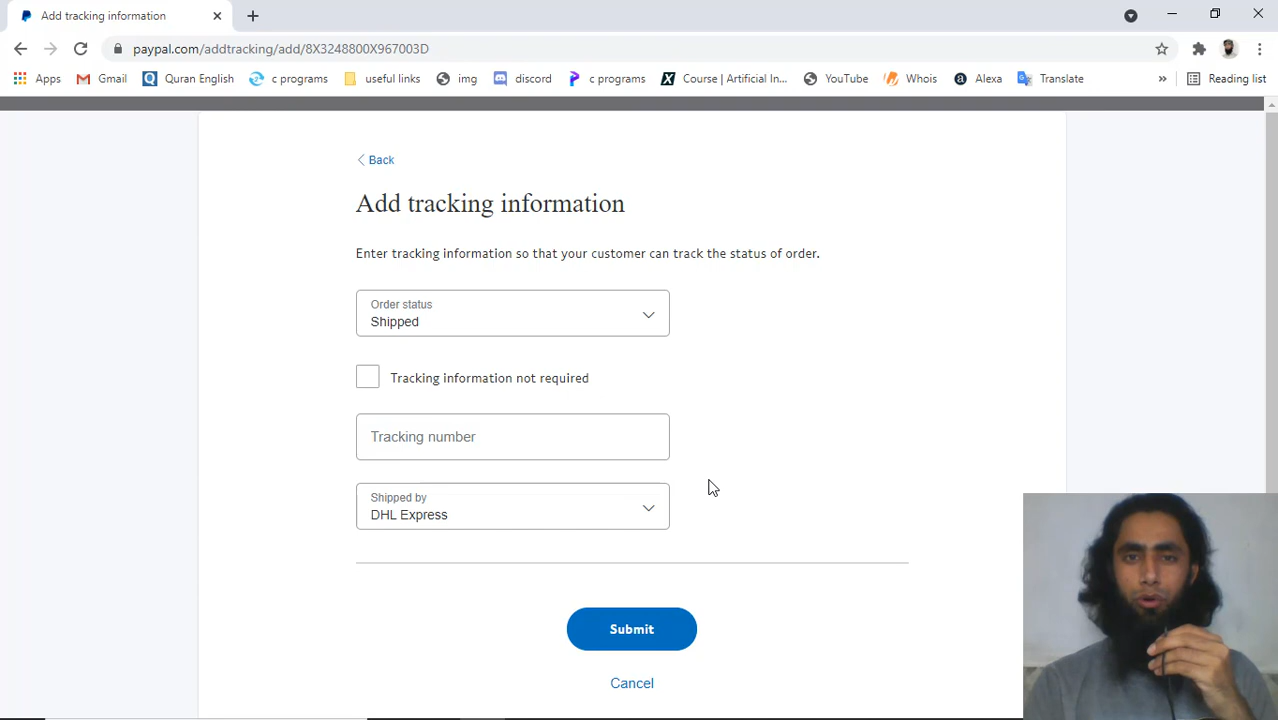 Add tracking information
paypal.com/addtracking/add/8X3248800X967003D
Apps Gmail Quran English c programs useful links img discord c programs Course | Artificial In... YouTube Whois Alexa Translate » Reading list
Back
Add tracking information
Enter tracking information so that your customer can track the status of order.
Order status
Shipped
Tracking information not required
Tracking number
Shipped by
DHL Express
Submit
Cancel